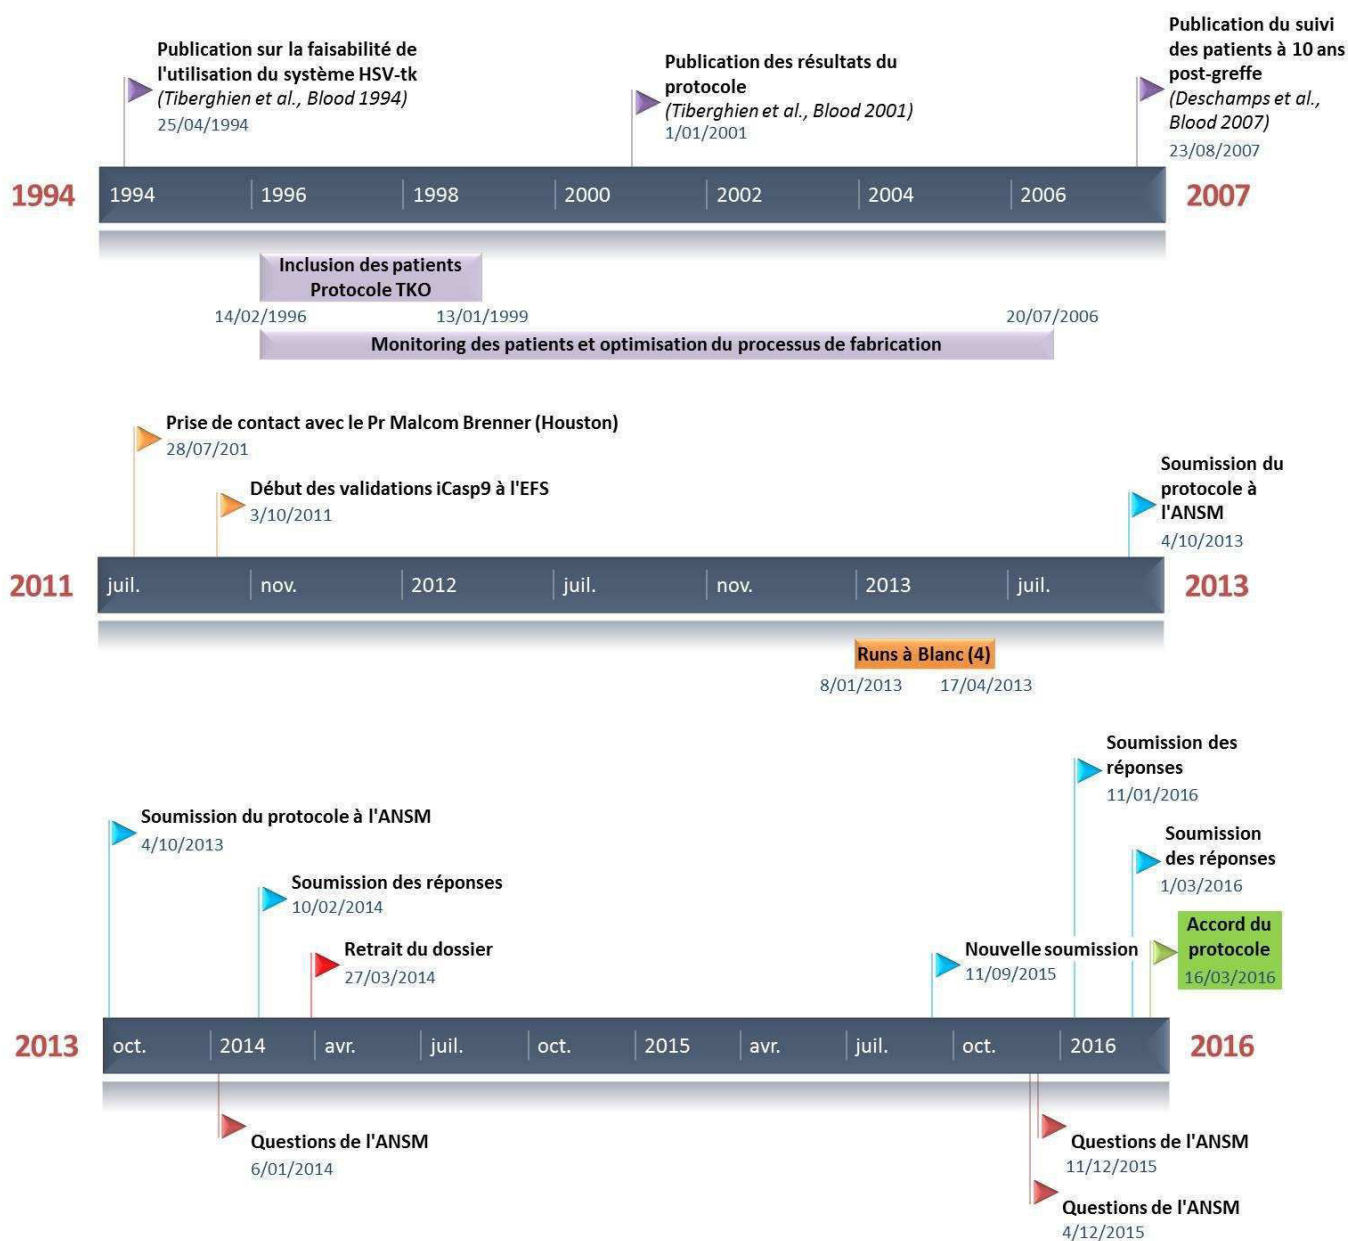 Publication sur la faisabilité de
l'utilisation du système HSV-tk
(Tiberghien et al., Blood 1994)
25/04/1994
Publication des résultats du
protocole
(Tiberghien et al., Blood 2001)
1/01/2001
Publication du suivi
des patients à 10 ans
post-greffe
(Deschamps et al.,
Blood 2007)
23/08/2007
1994
1994 1996 1998 2000 2002 2004 2006
2007
Inclusion des patients
Protocole TKO
14/02/1996 13/01/1999 20/07/2006
Monitoring des patients et optimisation du processus de fabrication
Prise de contact avec le Pr Malcom Brenner (Houston)
28/07/201
Début des validations iCasp9 à l'EFS
3/10/2011
Soumission du
protocole à
l'ANSM
4/10/2013
2011
juil. nov. 2012 juil. nov. 2013 juil.
2013
Runs à Blanc (4)
8/01/2013 17/04/2013
Soumission des
réponses
11/01/2016
Soumission du protocole à l'ANSM
4/10/2013
Soumission
des réponses
1/03/2016
Soumission des réponses
10/02/2014
Retrait du dossier
27/03/2014
Nouvelle soumission
11/09/2015
Accord du
protocole
16/03/2016
2013
oct. 2014 avr. juil. oct. 2015 avr. juil. oct. 2016
2016
Questions de l'ANSM
6/01/2014
Questions de l'ANSM
11/12/2015
Questions de l'ANSM
4/12/2015